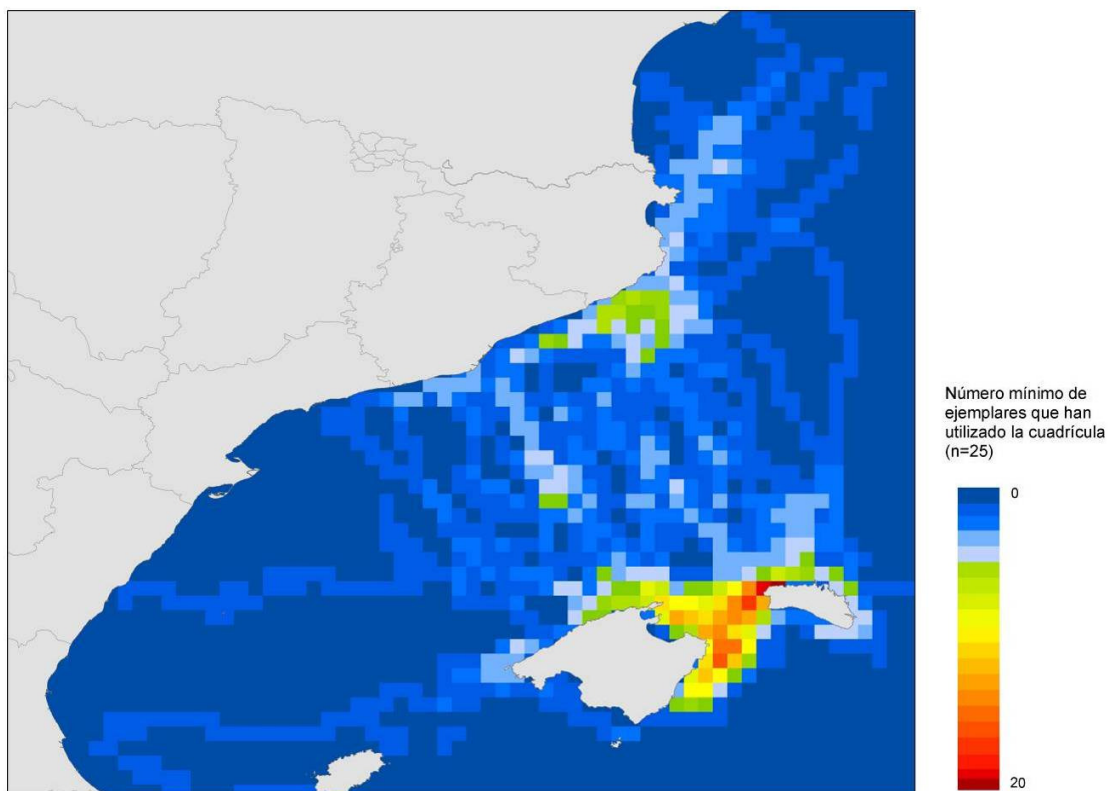 Número mínimo de
ejemplares que han
utilizado la cuadrícula
(n=25)
0
20